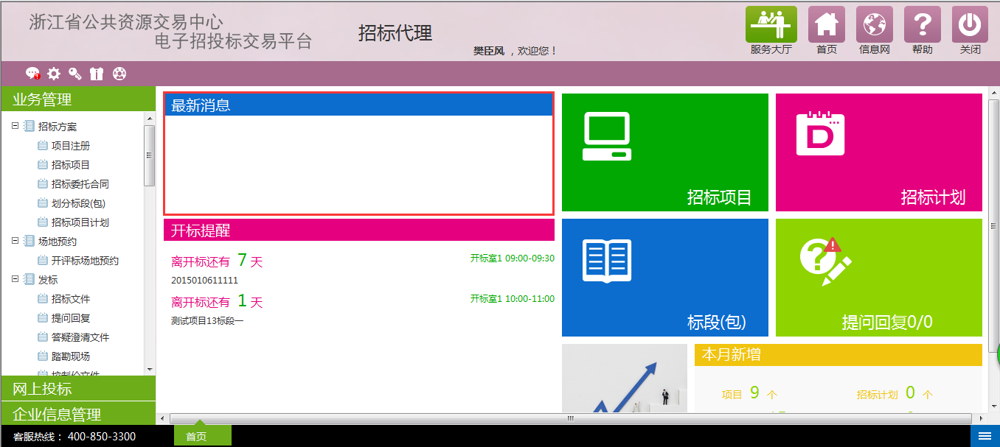 浙江省公共资源交易中心
电子招投标交易平台
招标代理
樊臣风 ，欢迎您！
服务大厅
首页
信息网
帮助
关闭
业务管理
招标方案
项目注册
招标项目
招标委托合同
划分标段(包)
招标项目计划
场地预约
开评标场地预约
发标
招标文件
提问回复
答疑澄清文件
踏勘现场
控制价文件
网上投标
企业信息管理
最新消息
开标提醒
离开标还有 7 天
开标室1 09:00-09:30
2015010611111
离开标还有 1 天
开标室1 10:00-11:00
测试项目13标段一
招标项目
D
招标计划
标段(包)
提问回复0/0
本月新增
项目 9 个
招标计划 0 个
客服热线： 400-850-3300
首页